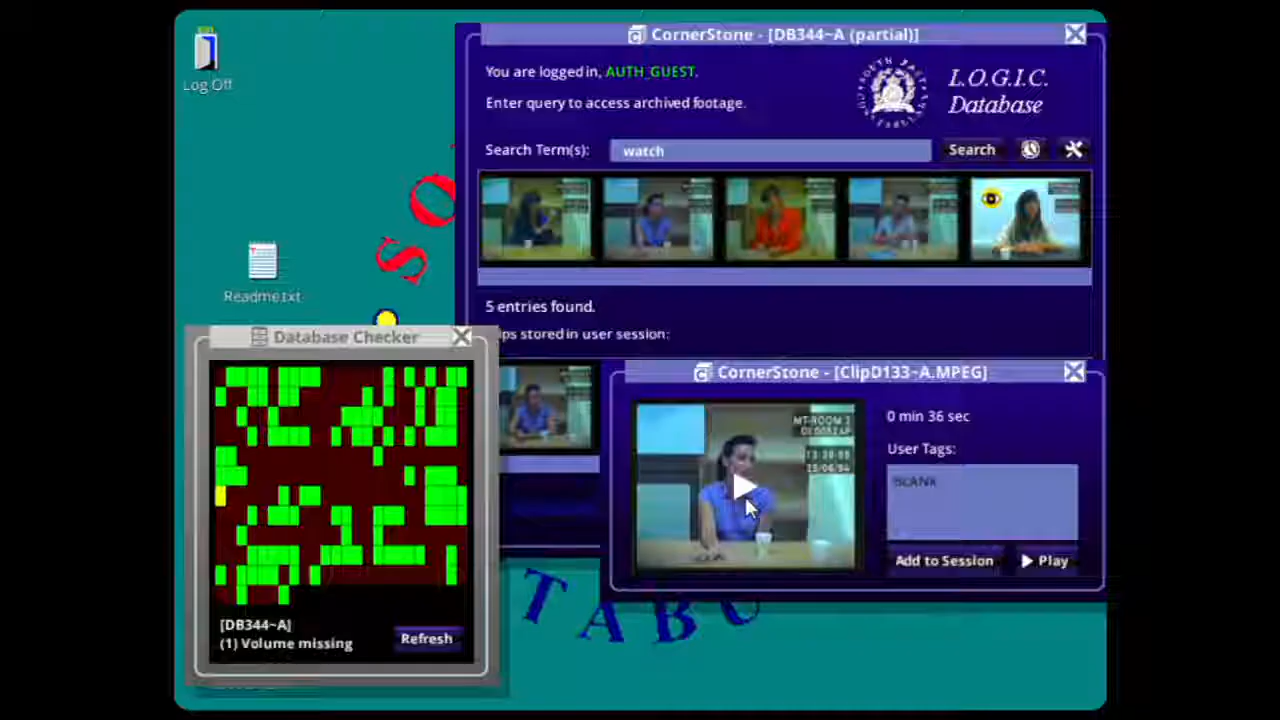 Log Off
CornerStone - [DB344~A (partial)]
You are logged in, AUTH_GUEST.
Enter query to access archived footage.
L.O.G.I.C.
Database
Search Term(s):
watch
Search
Readme.txt
5 entries found.
ips stored in user session:
Database Checker
CornerStone - [ClipD133~A.MPEG]
0 min 36 sec
User Tags:
BLANK
Add to Session
Play
[DB344~A]
(1) Volume missing
Refresh
S O
T A B U